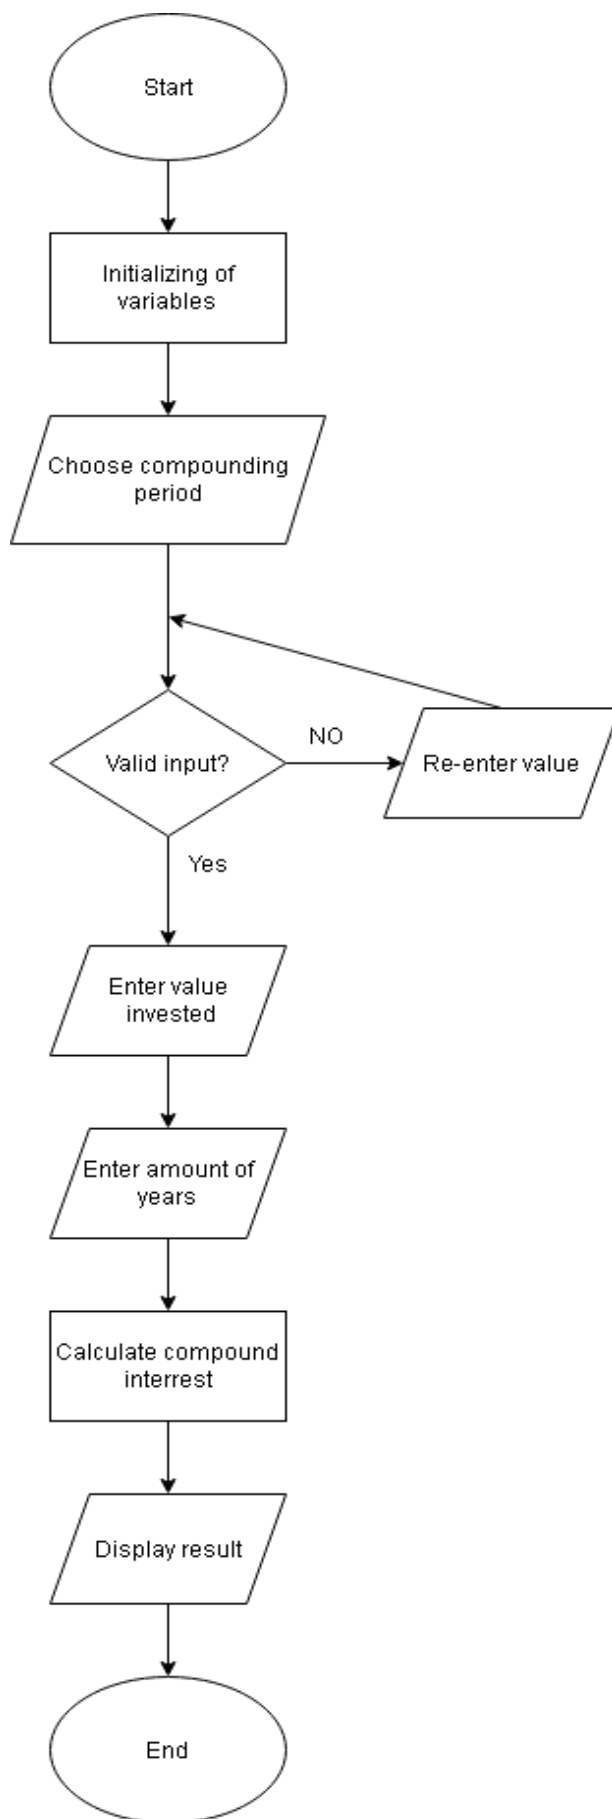 Start
Initializing of
variables
Choose compounding
period
Valid input?
NO
Re-enter value
Yes
Enter value
invested
Enter amount of
years
Calculate compound
interrest
Display result
End